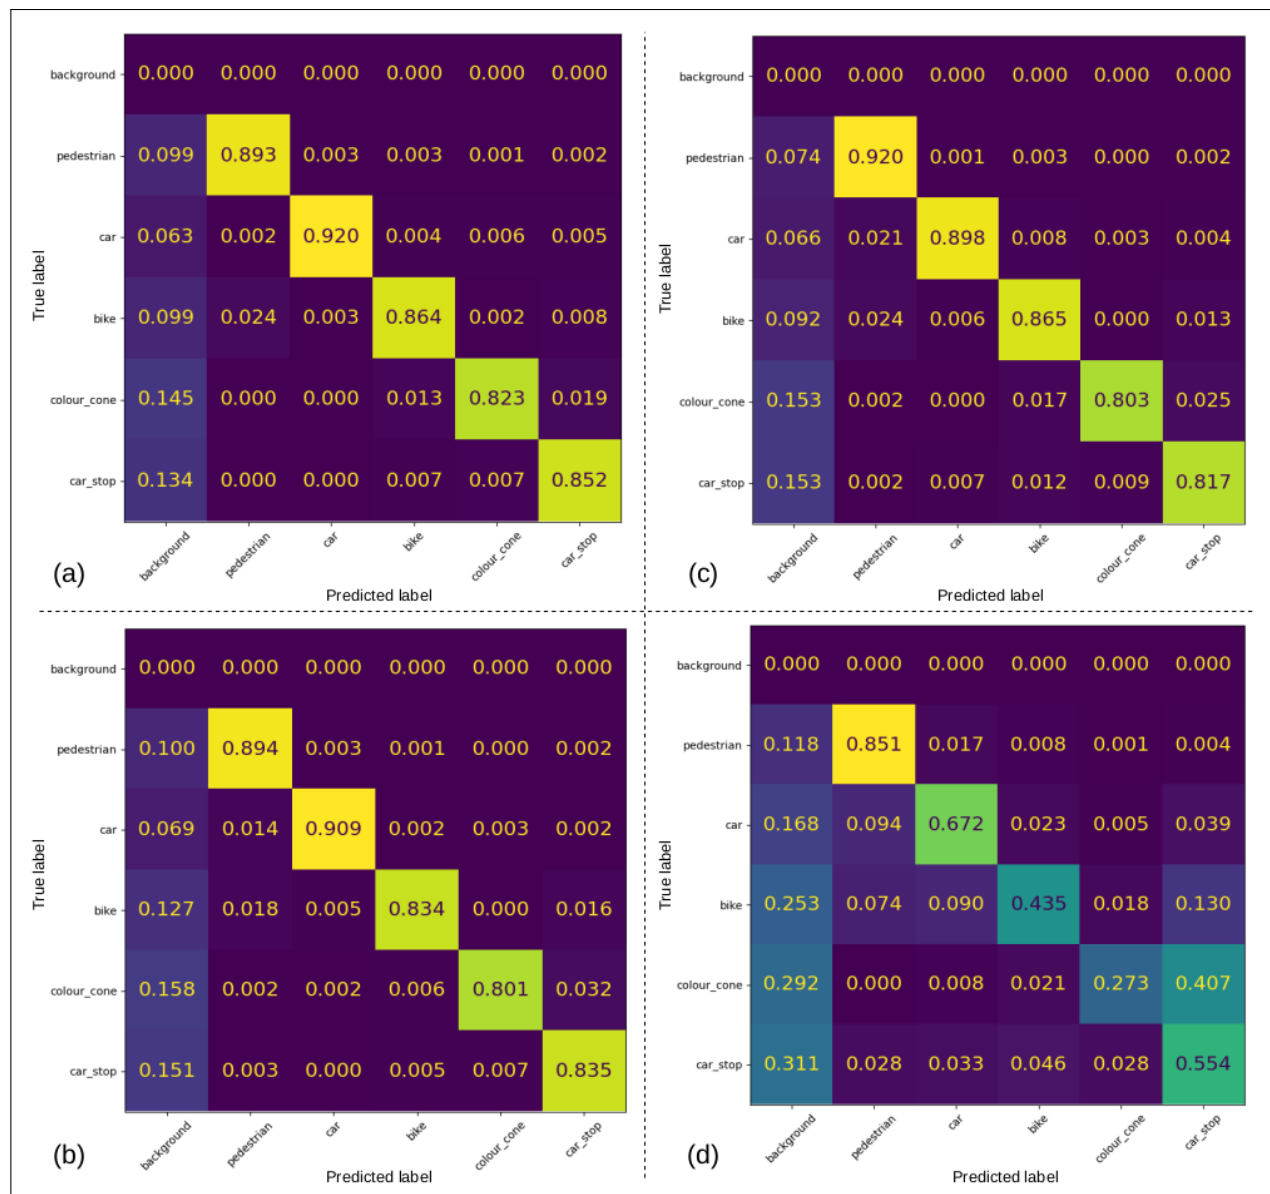 background 0.000 0.000 0.000 0.000 0.000 0.000
pedestrian 0.099 0.893 0.003 0.003 0.001 0.002
car 0.063 0.002 0.920 0.004 0.006 0.005
bike 0.099 0.024 0.003 0.864 0.002 0.008
colour_cone 0.145 0.000 0.000 0.013 0.823 0.019
car_stop 0.134 0.000 0.000 0.007 0.007 0.852
True label
background pedestrian car bike colour_cone car_stop
(a)
Predicted label
background 0.000 0.000 0.000 0.000 0.000 0.000
pedestrian 0.100 0.894 0.003 0.001 0.000 0.002
car 0.069 0.014 0.909 0.002 0.003 0.002
bike 0.127 0.018 0.005 0.834 0.000 0.016
colour_cone 0.158 0.002 0.002 0.006 0.801 0.032
car_stop 0.151 0.003 0.000 0.005 0.007 0.835
True label
background pedestrian car bike colour_cone car_stop
(b)
Predicted label
background 0.000 0.000 0.000 0.000 0.000 0.000
pedestrian 0.074 0.920 0.001 0.003 0.000 0.002
car 0.066 0.021 0.898 0.008 0.003 0.004
bike 0.092 0.024 0.006 0.865 0.000 0.013
colour_cone 0.153 0.002 0.000 0.017 0.803 0.025
car_stop 0.153 0.002 0.007 0.012 0.009 0.817
True label
background pedestrian car bike colour_cone car_stop
(c)
Predicted label
background 0.000 0.000 0.000 0.000 0.000 0.000
pedestrian 0.118 0.851 0.017 0.008 0.001 0.004
car 0.168 0.094 0.672 0.023 0.005 0.039
bike 0.253 0.074 0.090 0.435 0.018 0.130
colour_cone 0.292 0.000 0.008 0.021 0.273 0.407
car_stop 0.311 0.028 0.033 0.046 0.028 0.554
True label
background pedestrian car bike colour_cone car_stop
(d)
Predicted label